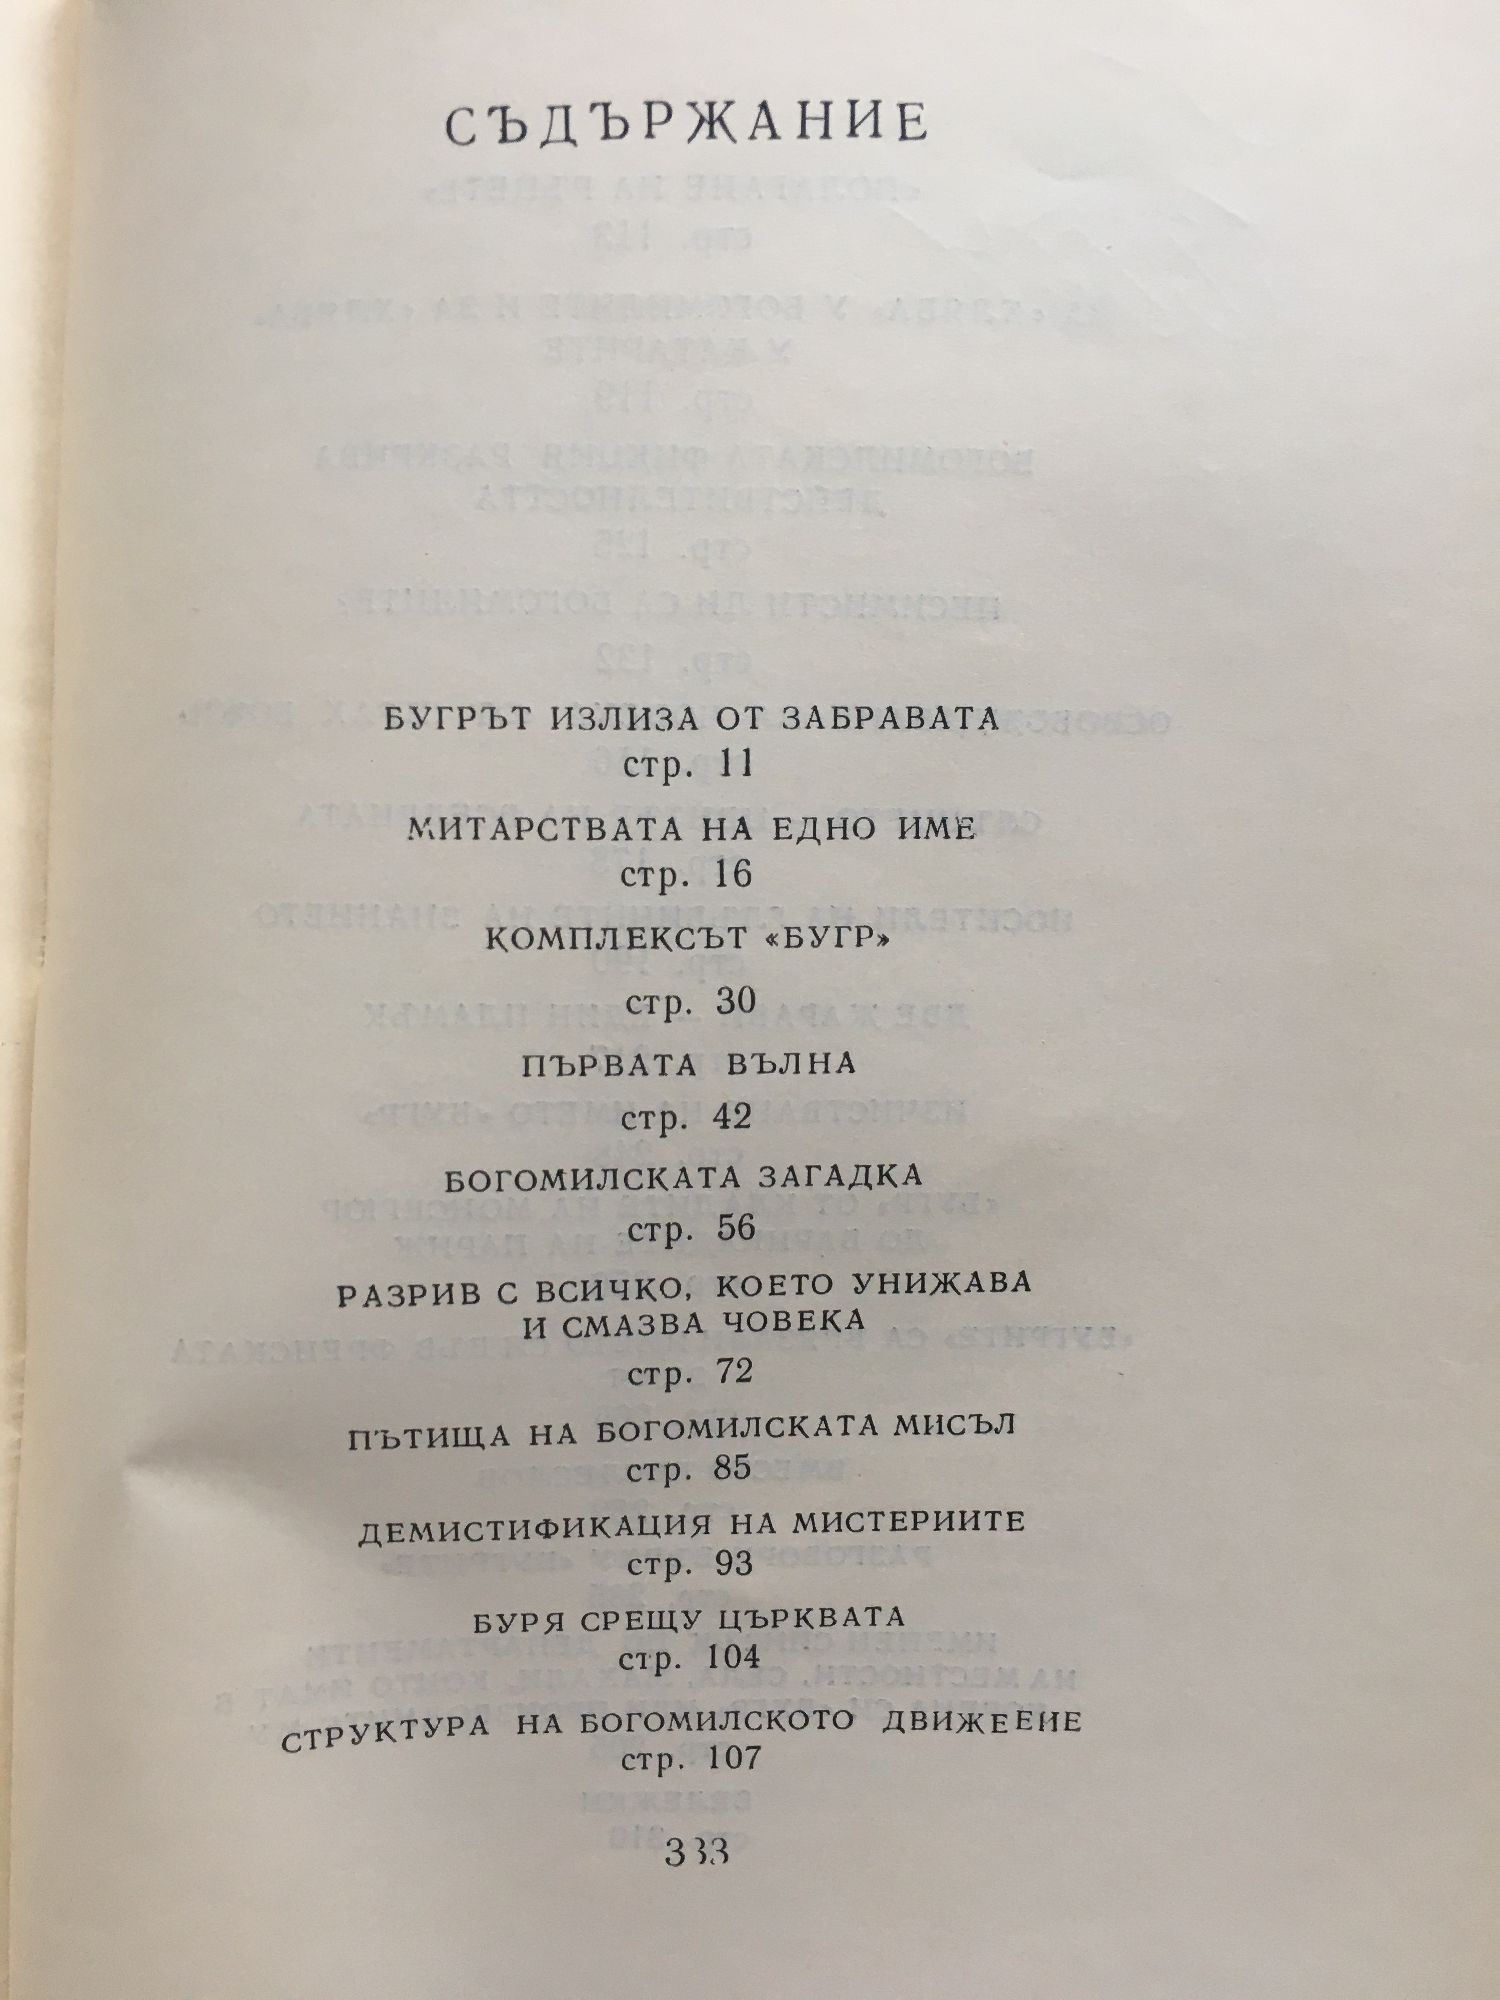 СЪДЪРЖАНИЕ
БУГРЪТ ИЗЛИЗА ОТ ЗАБРАВАТА
стр. 11
МИТАРСТВАТА НА ЕДНО ИМЕ
стр. 16
КОМПЛЕКСЪТ «БУГР»
стр. 30
ПЪРВАТА ВЪЛНА
стр. 42
БОГОМИЛСКАТА ЗАГАДКА
стр. 56
РАЗРИВ С ВСИЧКО, КОЕТО УНИЖАВА
И СМАЗВА ЧОВЕКА
стр. 72
ПЪТИЩА НА БОГОМИЛСКАТА МИСЪЛ
стр. 85
ДЕМИСТИФИКАЦИЯ НА МИСТЕРИИТЕ
стр. 93
БУРЯ СРЕЩУ ЦЪРКВАТА
стр. 104
СТРУКТУРА НА БОГОМИЛСКОТО ДВИЖЕЕИЕ
стр. 107
333